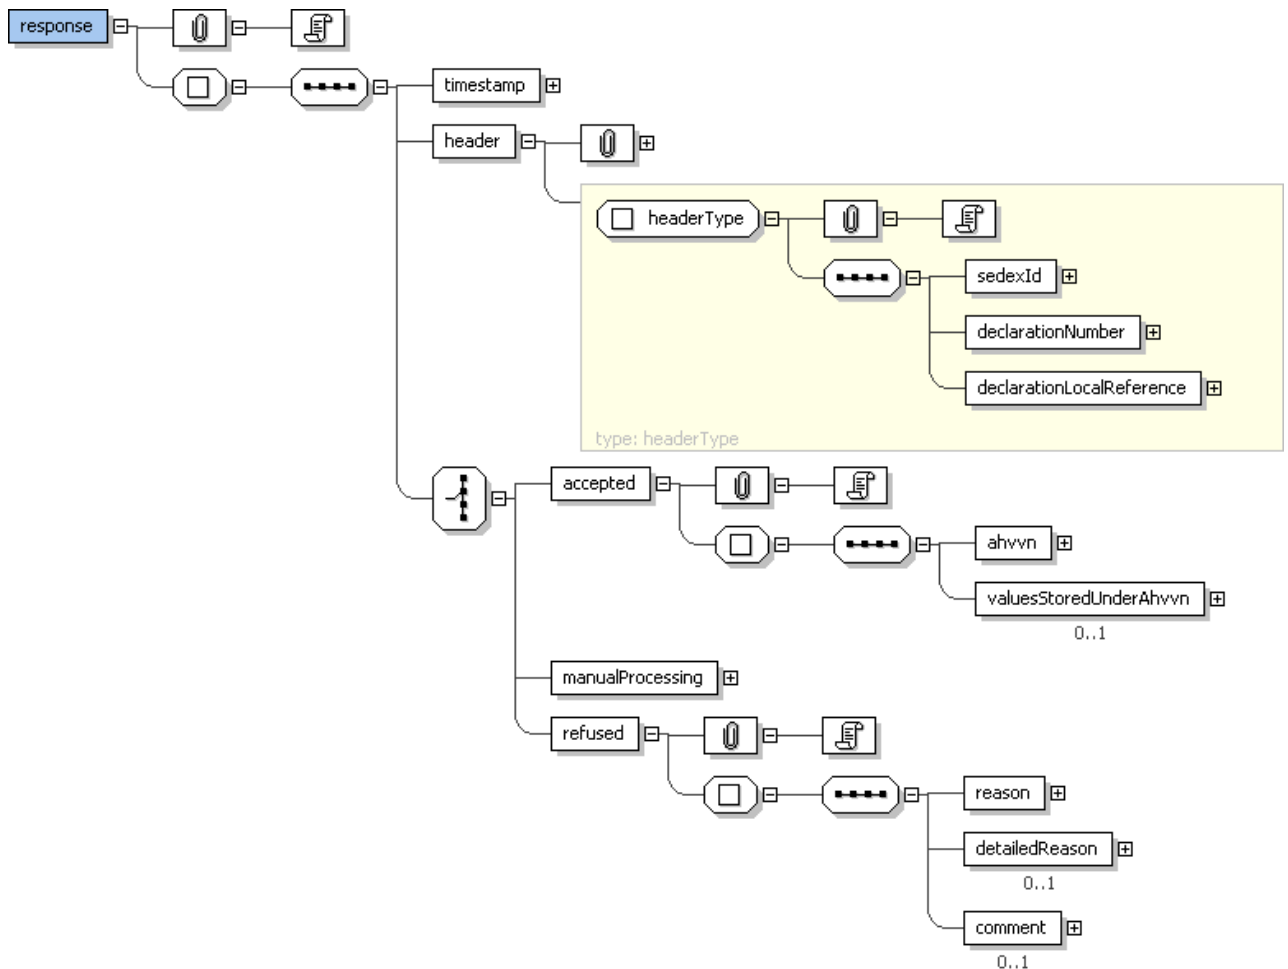 response
timestamp
header
headerType
sedexId
declarationNumber
declarationLocalReference
type: headerType
accepted
ahvvn
valuesStoredUnderAhvvn
0..1
manualProcessing
refused
reason
detailedReason
0..1
comment
0..1